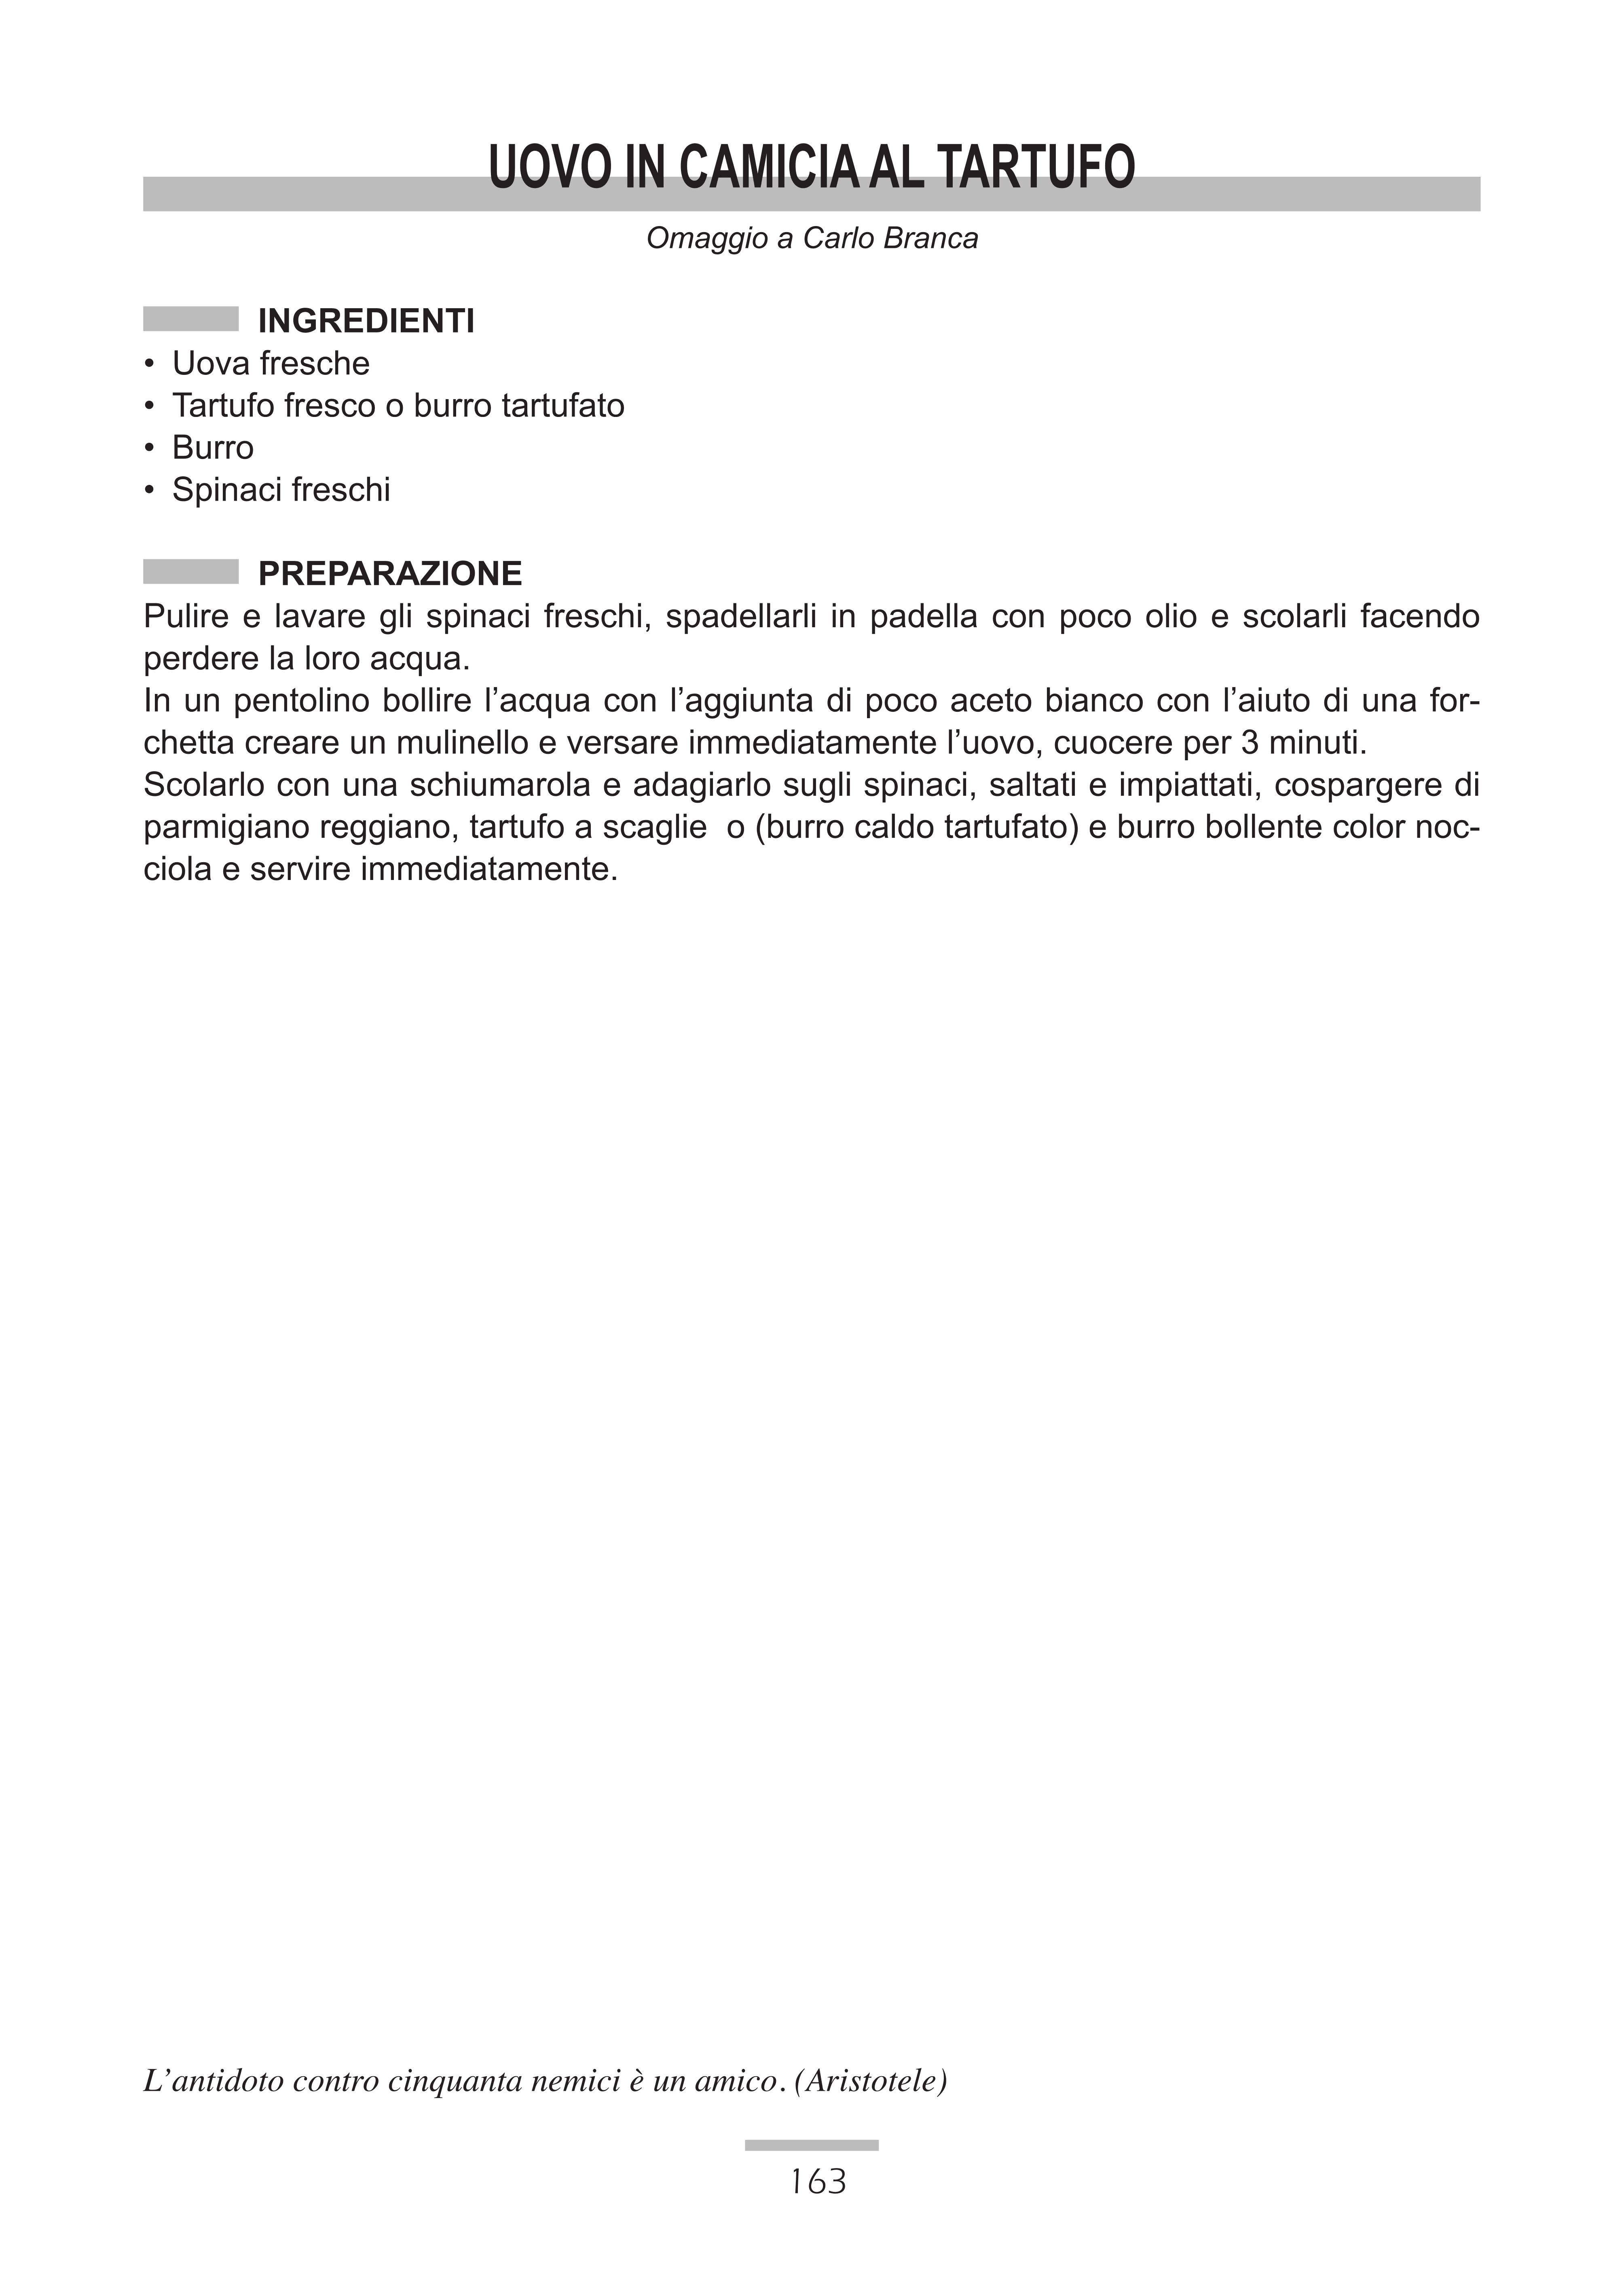 UOVO IN CAMICIA AL TARTUFO
Omaggio a Carlo Branca
INGREDIENTI
• Uova fresche
• Tartufo fresco o burro tartufato
• Burro
• Spinaci freschi
PREPARAZIONE
Pulire e lavare gli spinaci freschi, spadellarli in padella con poco olio e scolarli facendo
perdere la loro acqua.
In un pentolino bollire l’acqua con l’aggiunta di poco aceto bianco con l’aiuto di una for-
chetta creare un mulinello e versare immediatamente l’uovo, cuocere per 3 minuti.
Scolarlo con una schiumarola e adagiarlo sugli spinaci, saltati e impiattati, cospargere di
parmigiano reggiano, tartufo a scaglie  o (burro caldo tartufato) e burro bollente color noc-
ciola e servire immediatamente.
L’antidoto contro cinquanta nemici è un amico. (Aristotele)
163